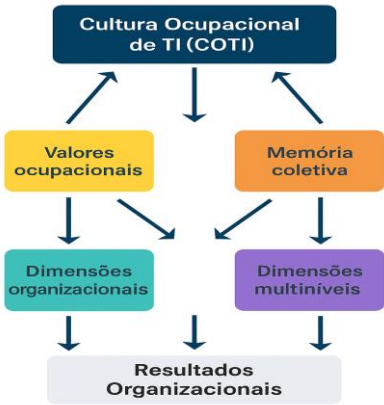 Cultura Ocupacional
de TI (COTI)
Valores
ocupacionais
Memória
coletiva
Dimensões
organizacionais
Dimensões
multiníveis
Resultados
Organizacionais